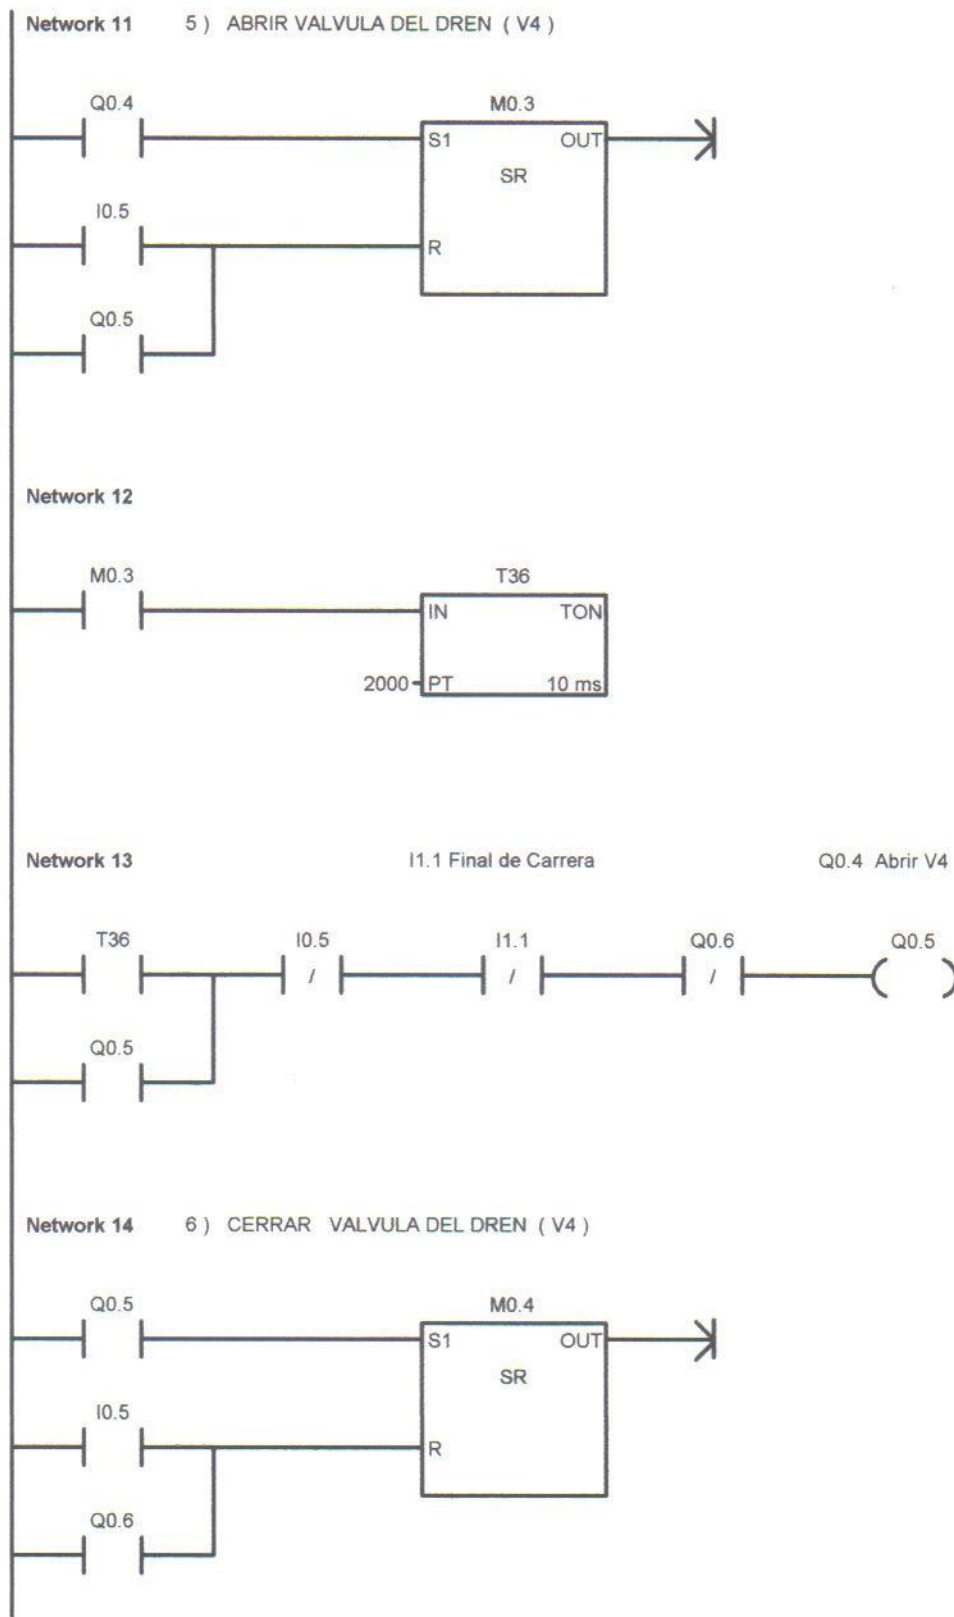 Network 11 5 ) ABRIR VALVULA DEL DREN ( V4 )
Q0.4 M0.3
S1 OUT
SR
I0.5
R
Q0.5
Network 12
M0.3 T36
IN TON
2000 PT 10 ms
Network 13 I1.1 Final de Carrera Q0.4 Abrir V4
T36 I0.5 I1.1 Q0.6 Q0.5
/ / /
Q0.5
Network 14 6 ) CERRAR VALVULA DEL DREN ( V4 )
Q0.5 M0.4
S1 OUT
SR
I0.5
R
Q0.6